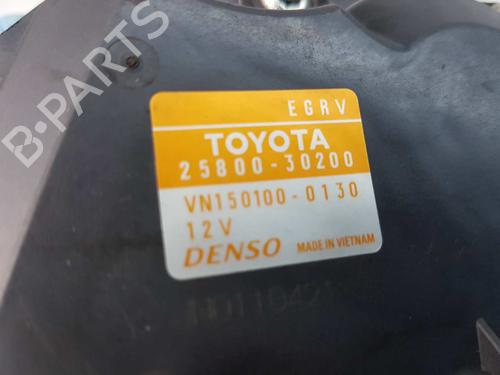 B-PARTS
EGRV
TOYOTA
25800-30200
VN150100-0130
12V
DENSO MADE IN VIETNAM